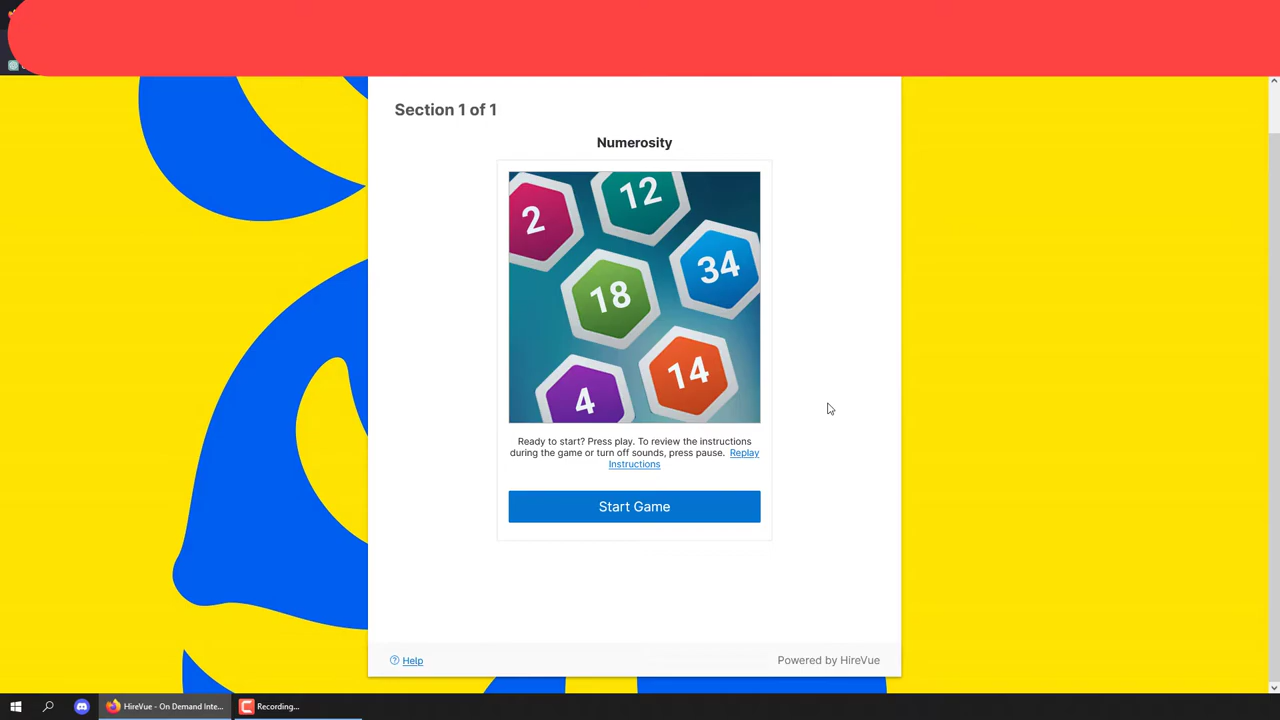 Section 1 of 1
Numerosity
2
12
34
18
14
4
Ready to start? Press play. To review the instructions
during the game or turn off sounds, press pause. Replay
Instructions
Start Game
Help
Powered by HireVue
HireVue - On Demand Inte...
Recording...